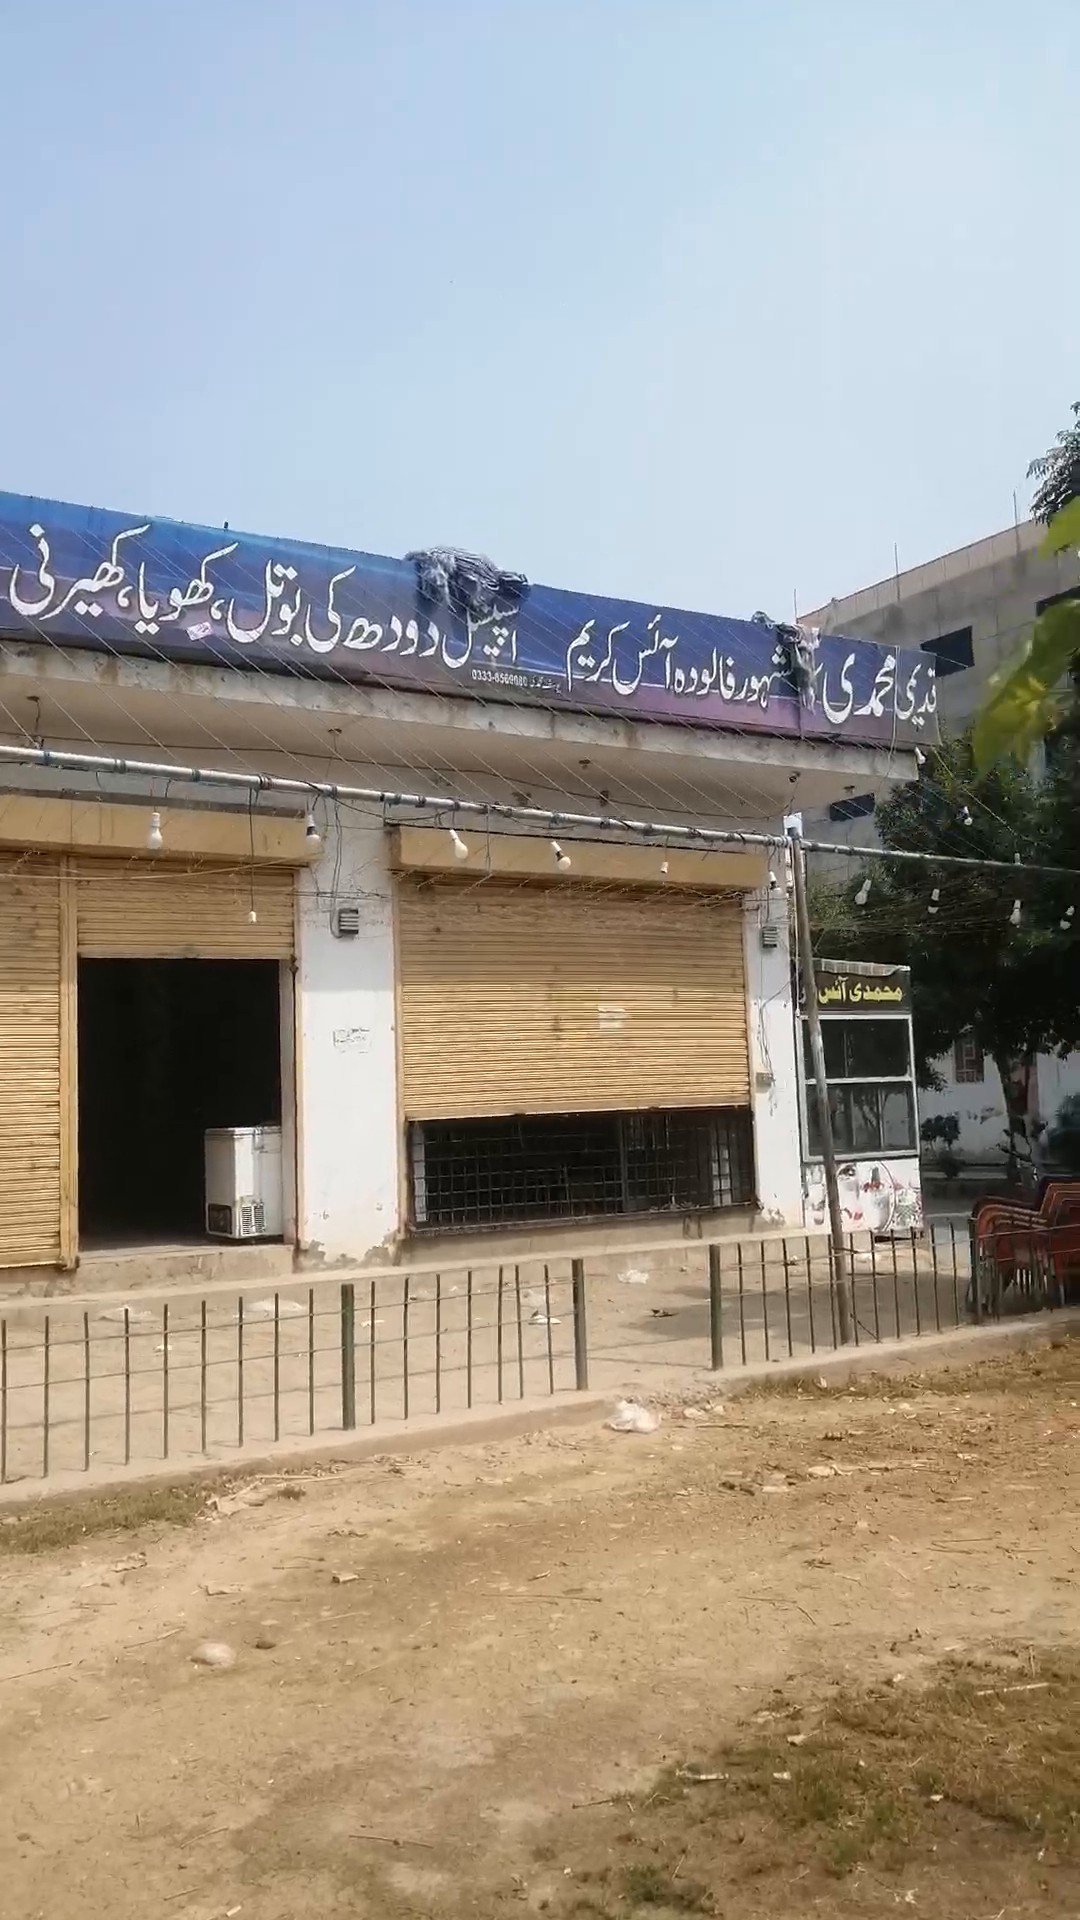 قدیمی محمدی مشہور فالودہ آئس کریم اسپیشل دودھ کی بوتل، کھویا، کھیرنی
0333-8569080
محمدی آئس